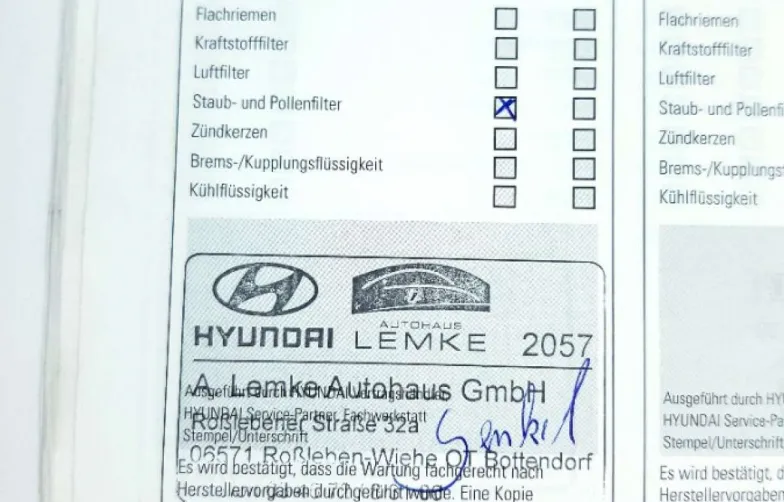 Flachriemen
Kraftstofffilter
Luftfilter
Staub- und Pollenfilter
Zündkerzen
Brems-/Kupplungsflüssigkeit
Kühlflüssigkeit
HYUNDAI
AUTOHAUS
LEMKE
2057
A. Lemke Autohaus GmbH
Ausgeführt durch HYUNDAI Vertragshändler
HYUNDAI Service-Partner, Fachwerkstatt
Roßlebener Straße 32a
Stempel/Unterschrift
06571 Roßleben-Wiehe OT Bottendorf
Es wird bestätigt, dass die Wartung fachgerecht nach
Herstellervorgaben durchgeführt wurde. Eine Kopie
Flachriemen
Kraftstofffilter
Luftfilter
Staub- und Pollenfi
Zündkerzen
Brems-/Kupplungs
Kühlflüssigkeit
Ausgeführt durch HY
HYUNDAI Service-Pa
Stempel/Unterschrift
Es wird bestätigt, d
Herstellervorgaben